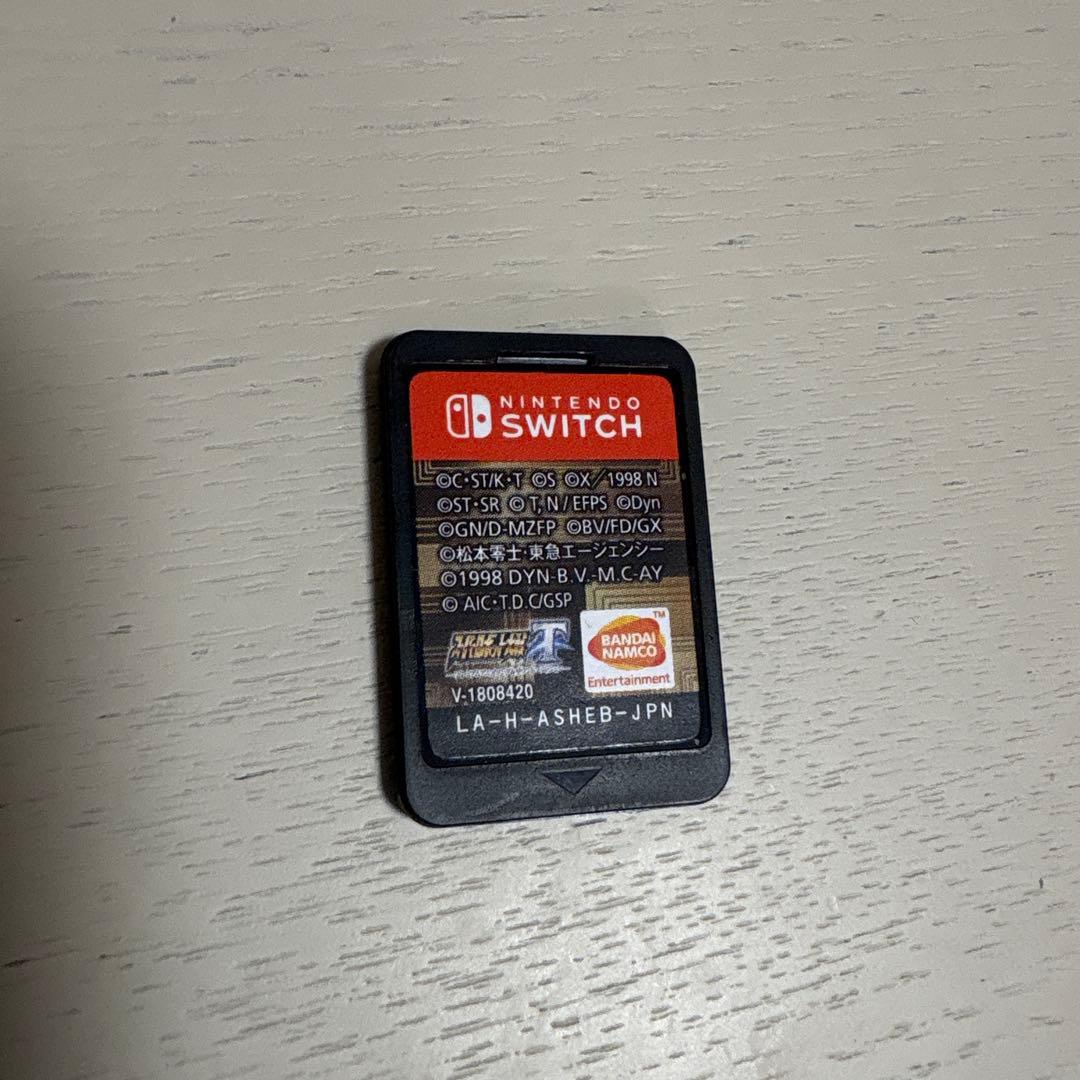 NINTENDO
SWITCH
©C・ST/K・T ©S ©X／1998 N
©ST・SR ©T, N / EFPS ©Dyn
©GN/D-MZFP ©BV/FD/GX
©松本零士・東急エージェンシー
©1998 DYN-B.V.-M.C-AY
© AIC・T.D.C/GSP
T
BANDAI
NAMCO
TM
Entertainment
V-1808420
LA-H-ASHEB-JPN